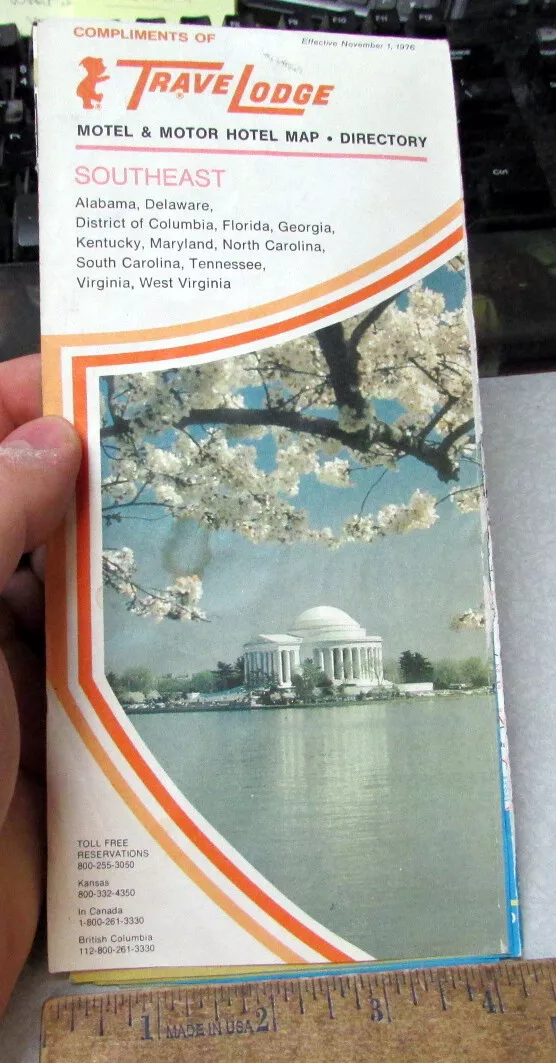 COMPLIMENTS OF
Effective November 1, 1976
TRAVELODGE
®
MOTEL & MOTOR HOTEL MAP • DIRECTORY
SOUTHEAST
Alabama, Delaware,
District of Columbia, Florida, Georgia,
Kentucky, Maryland, North Carolina,
South Carolina, Tennessee,
Virginia, West Virginia
TOLL FREE
RESERVATIONS
800-255-3050
Kansas
800-332-4350
In Canada
1-800-261-3330
British Columbia
112-800-261-3330
1 MADE IN USA 2 3 4
Ctrl